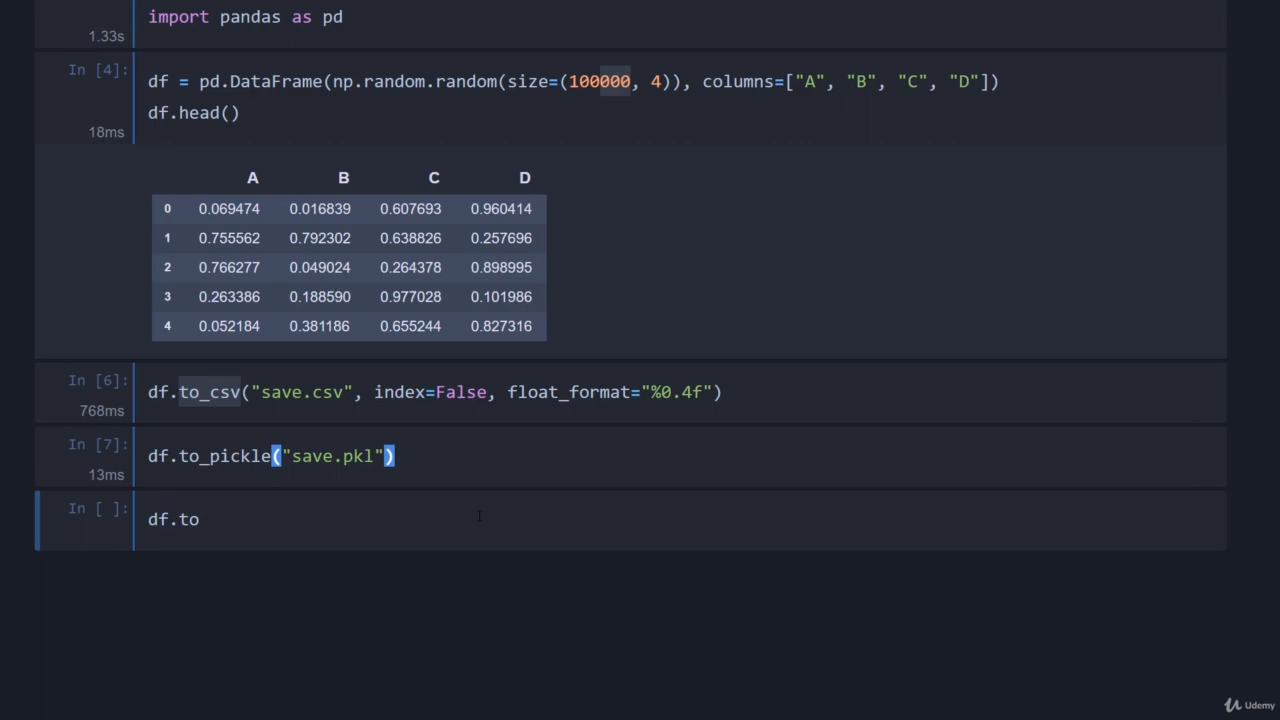 import pandas as pd
1.33s
In [4]:
df = pd.DataFrame(np.random.random(size=(100000, 4)), columns=["A", "B", "C", "D"])
df.head()
18ms
A B C D
0 0.069474 0.016839 0.607693 0.960414
1 0.755562 0.792302 0.638826 0.257696
2 0.766277 0.049024 0.264378 0.898995
3 0.263386 0.188590 0.977028 0.101986
4 0.052184 0.381186 0.655244 0.827316
In [6]:
df.to_csv("save.csv", index=False, float_format="%0.4f")
768ms
In [7]:
df.to_pickle("save.pkl")
13ms
In [ ]:
df.to
Udemy